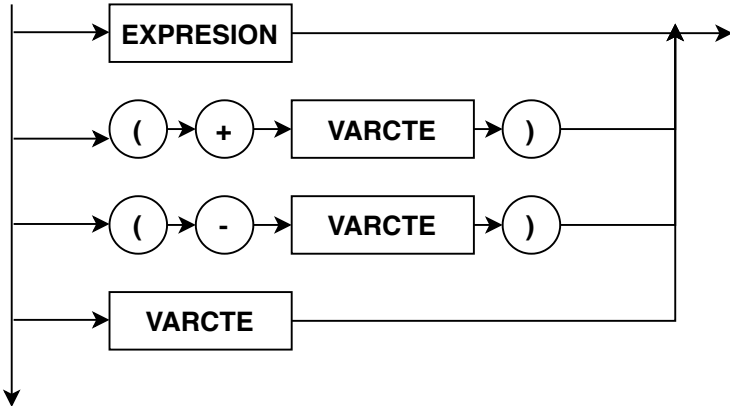 EXPRESION
( + VARCTE )
( - VARCTE )
VARCTE